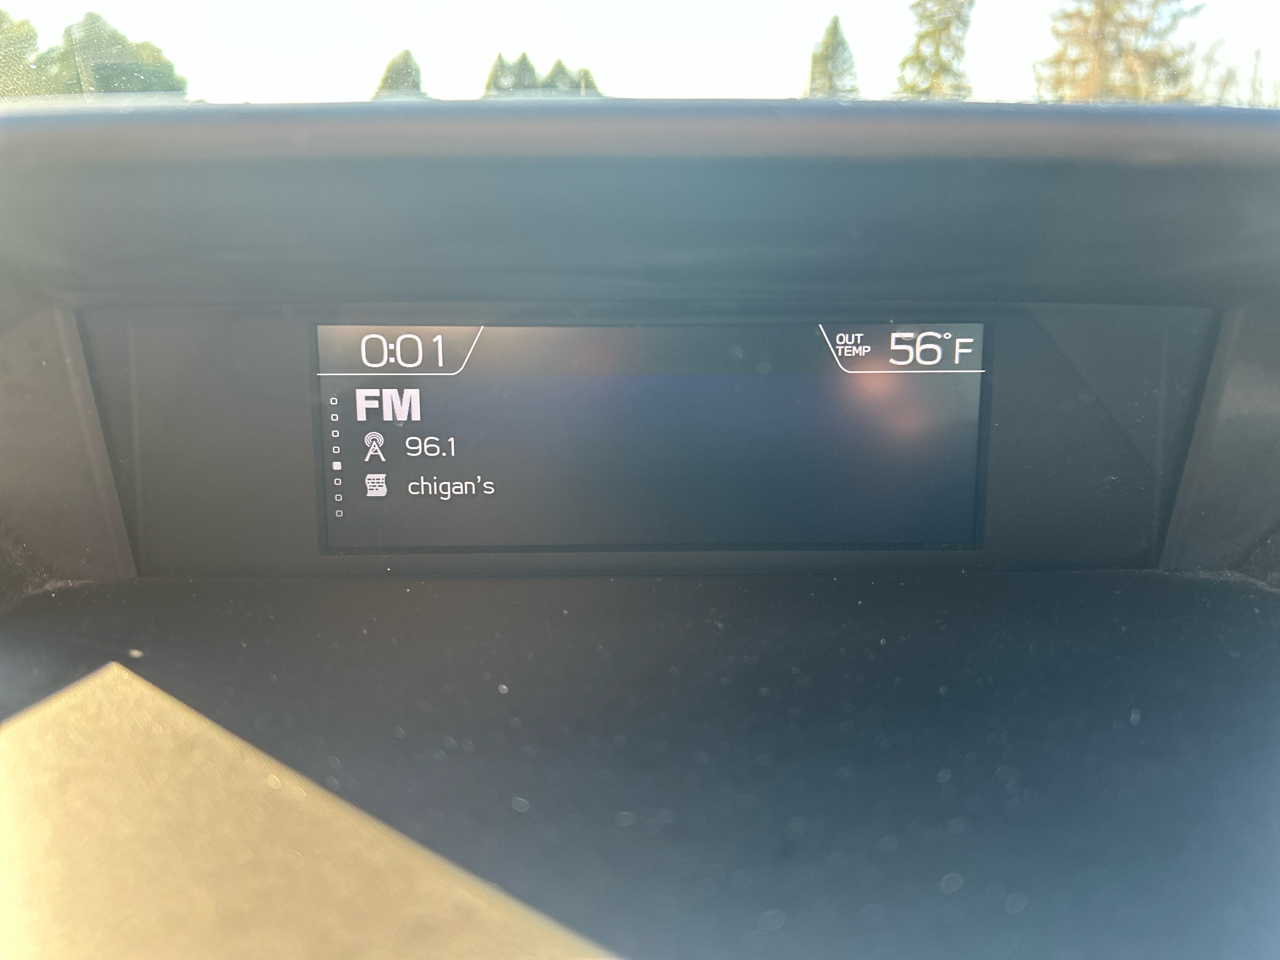 0:01
OUT
TEMP 56°F
FM
96.1
chigan's